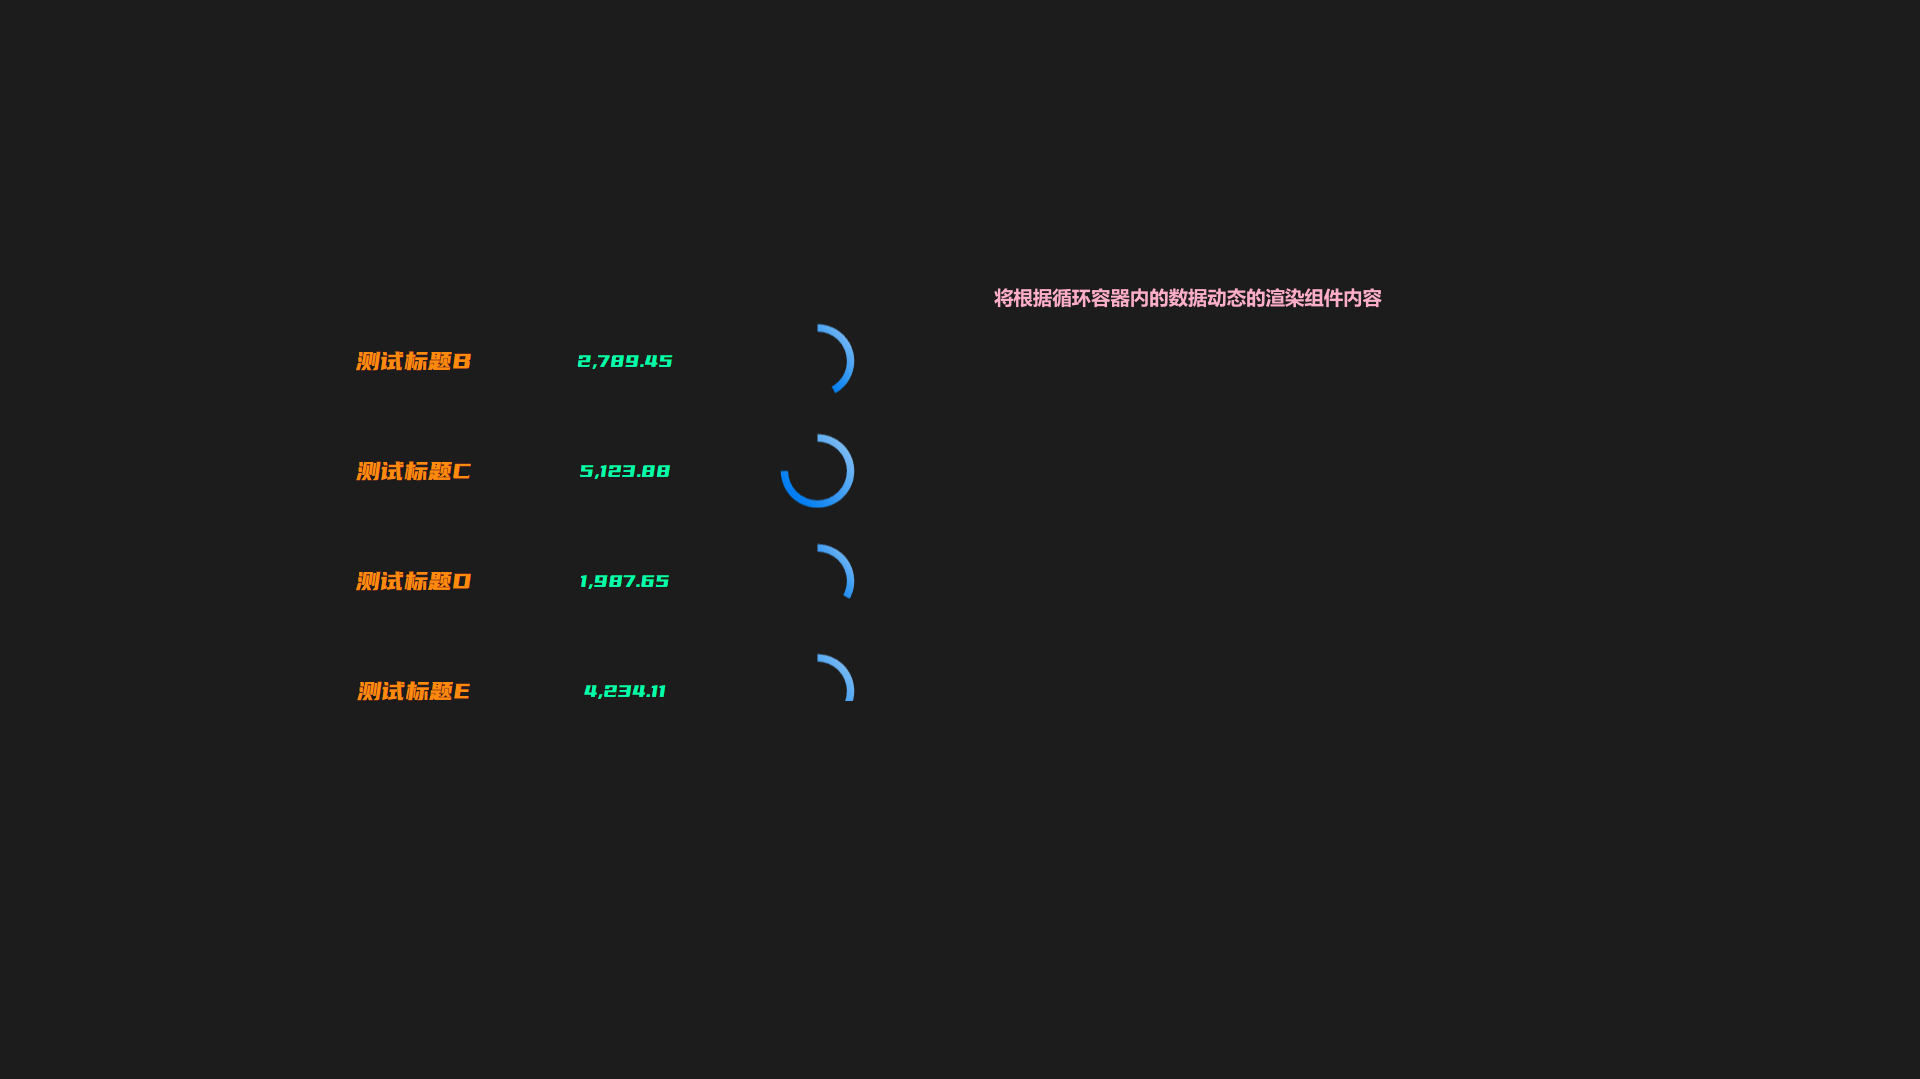 将根据循环容器内的数据动态的渲染组件内容
测试标题B 2,789.45
测试标题C 5,123.88
测试标题D 1,987.65
测试标题E 4,234.11